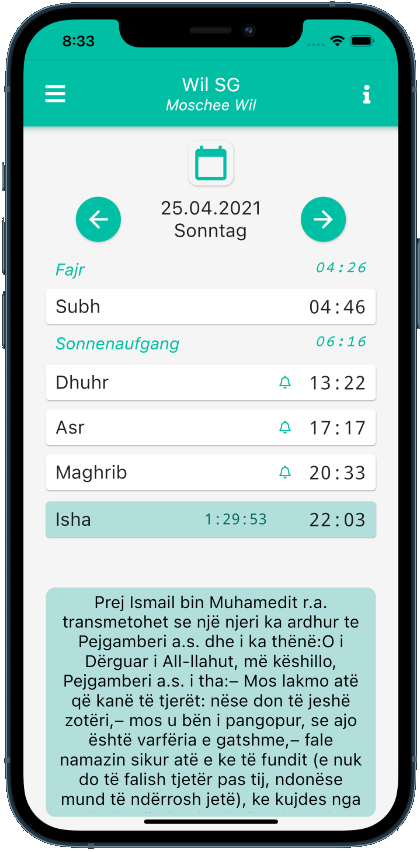 8:33
Wil SG
Moschee Wil
25.04.2021
Sonntag
Fajr 04:26
Subh 04:46
Sonnenaufgang 06:16
Dhuhr 13:22
Asr 17:17
Maghrib 20:33
Isha 1:29:53 22:03
Prej Ismail bin Muhamedit r.a.
transmetohet se një njeri ka ardhur te
Pejgamberi a.s. dhe i ka thënë:O i
Dërguar i All-llahut, më këshillo,
Pejgamberi a.s. i tha:– Mos lakmo atë
që kanë të tjerët: nëse don të jeshë
zotëri,– mos u bën i pangopur, se ajo
është varfëria e gatshme,– fale
namazin sikur atë e ke të fundit (e nuk
do të falish tjetër pas tij, ndonëse
mund të ndërrosh jetë), ke kujdes nga